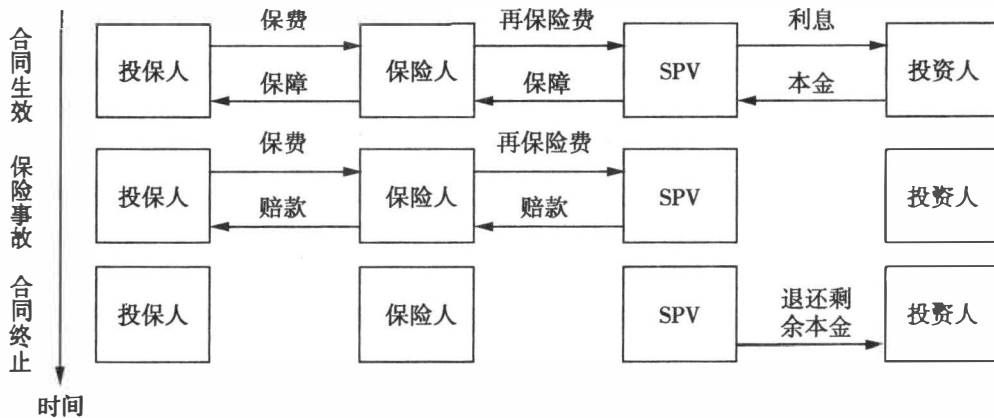 合同生效
保费
再保险费
利息
投保人
保险人
SPV
投资人
保障
保障
本金
保险事故
保费
再保险费
投保人
保险人
SPV
投资人
赔款
赔款
合同终止
投保人
保险人
SPV
退还剩
余本金
投资人
时间